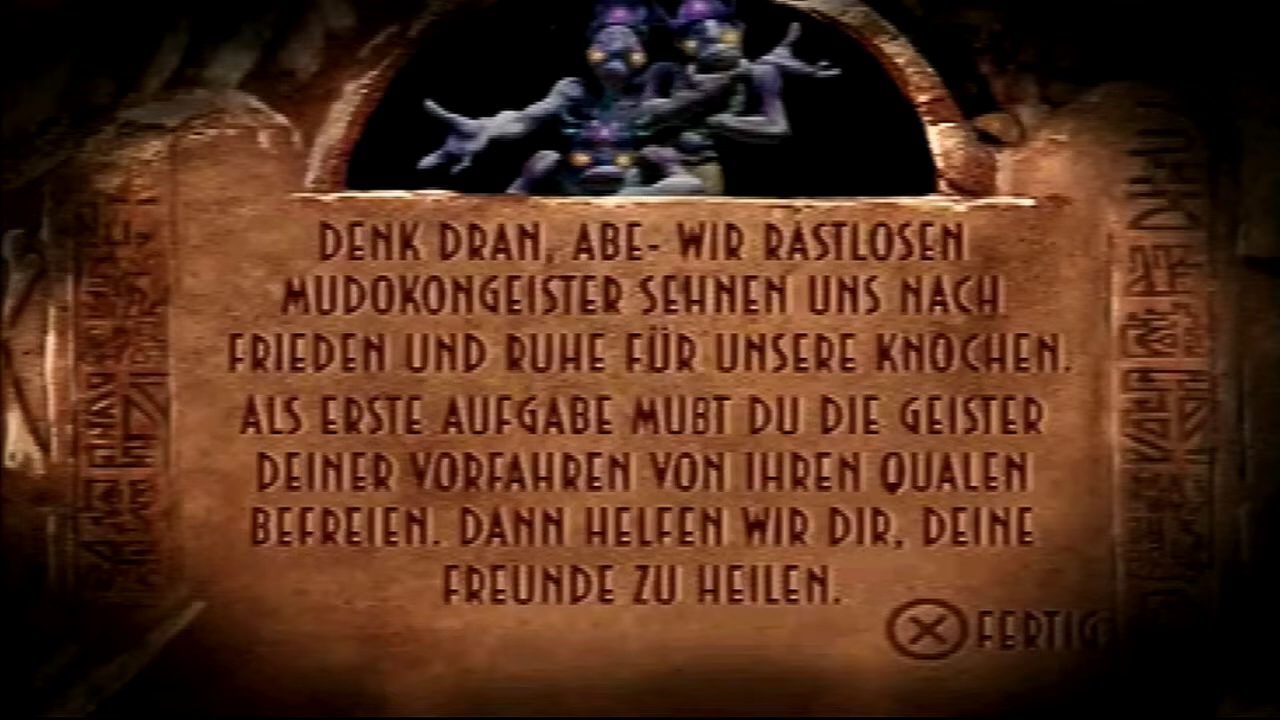 DENK DRAN, ABE- WIR RASTLOSEN
MUDOKONGEISTER SEHNEN UNS NACH
FRIEDEN UND RUHE FÜR UNSERE KNOCHEN.
ALS ERSTE AUFGABE MUßT DU DIE GEISTER
DEINER VORFAHREN VON IHREN QUALEN
BEFREIEN. DANN HELFEN WIR DIR, DEINE
FREUNDE ZU HEILEN.
FERTIG